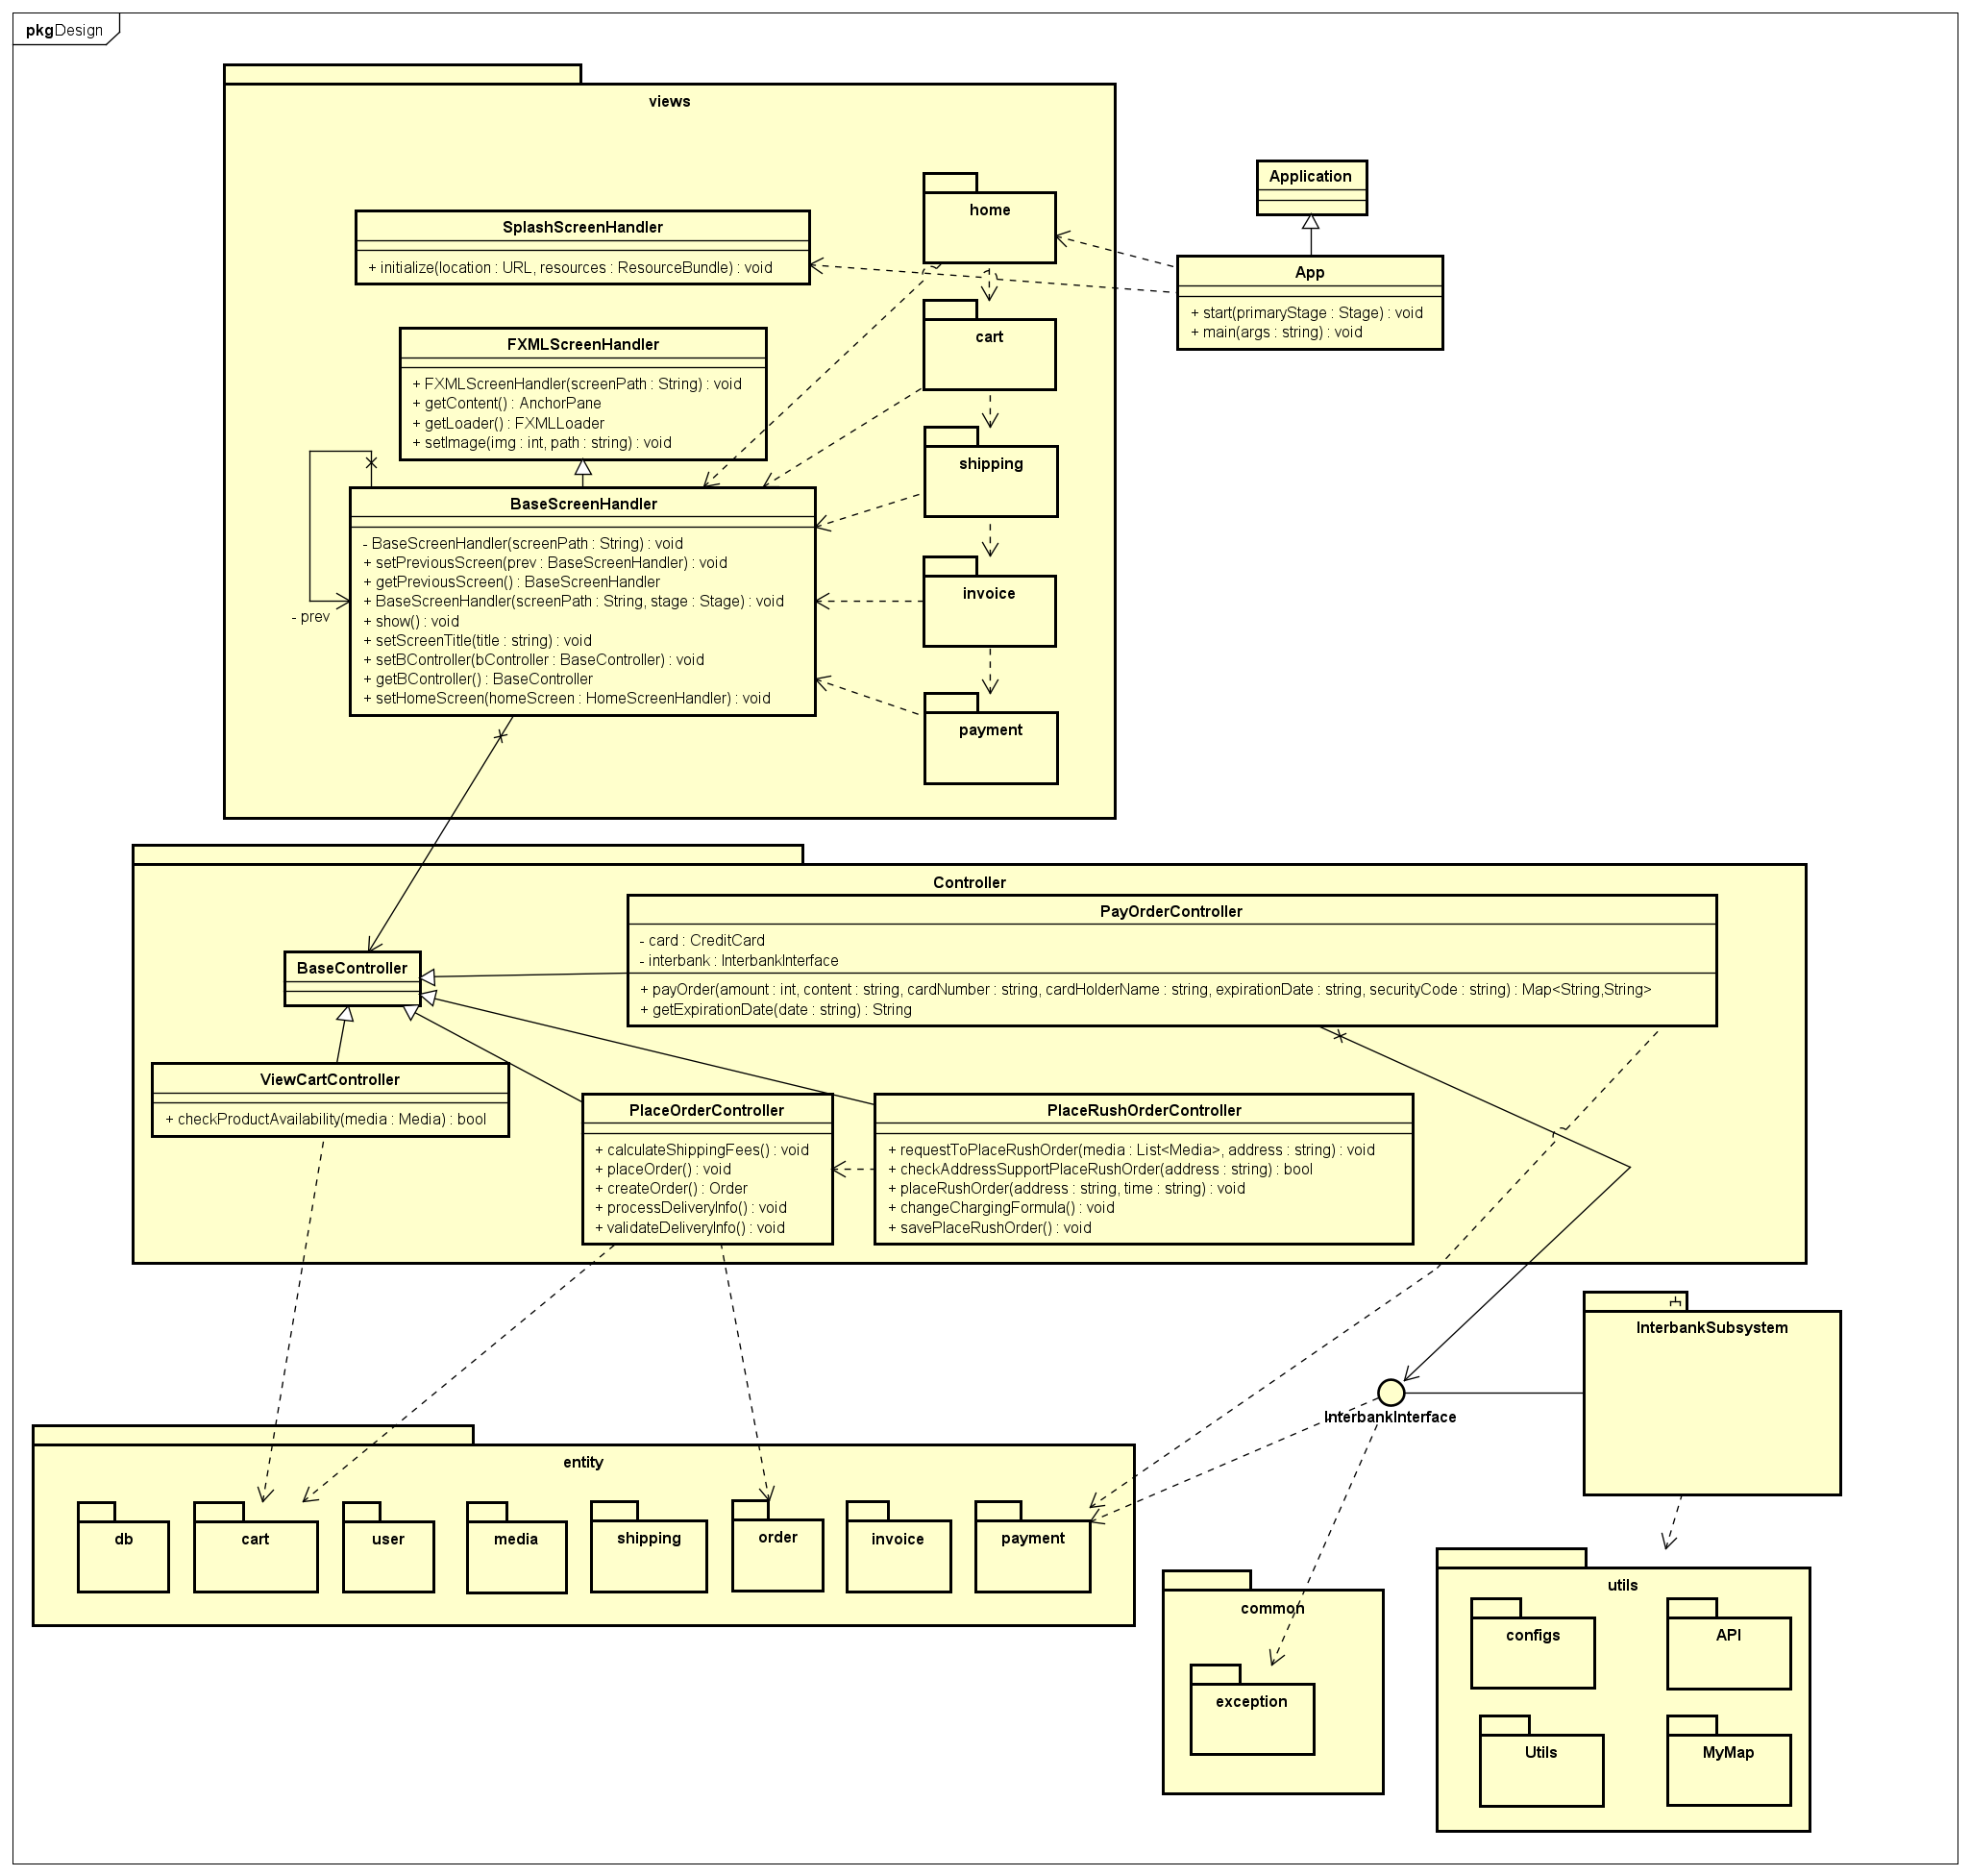 pkg Design
views
SplashScreenHandler
+ initialize(location : URL, resources : ResourceBundle) : void
home
Application
App
+ start(primaryStage : Stage) : void
+ main(args : string) : void
FXMLScreenHandler
+ FXMLScreenHandler(screenPath : String) : void
+ getContent() : AnchorPane
+ getLoader() : FXMLLoader
+ setImage(img : int, path : string) : void
cart
shipping
BaseScreenHandler
- BaseScreenHandler(screenPath : String) : void
+ setPreviousScreen(prev : BaseScreenHandler) : void
+ getPreviousScreen() : BaseScreenHandler
+ BaseScreenHandler(screenPath : String, stage : Stage) : void
+ show() : void
+ setScreenTitle(title : string) : void
+ setBController(bController : BaseController) : void
+ getBController() : BaseController
+ setHomeScreen(homeScreen : HomeScreenHandler) : void
- prev
invoice
payment
Controller
PayOrderController
- card : CreditCard
- interbank : InterbankInterface
+ payOrder(amount : int, content : string, cardNumber : string, cardHolderName : string, expirationDate : string, securityCode : string) : Map<String,String>
+ getExpirationDate(date : string) : String
BaseController
ViewCartController
+ checkProductAvailability(media : Media) : bool
PlaceOrderController
+ calculateShippingFees() : void
+ placeOrder() : void
+ createOrder() : Order
+ processDeliveryInfo() : void
+ validateDeliveryInfo() : void
PlaceRushOrderController
+ requestToPlaceRushOrder(media : List<Media>, address : string) : void
+ checkAddressSupportPlaceRushOrder(address : string) : bool
+ placeRushOrder(address : string, time : string) : void
+ changeChargingFormula() : void
+ savePlaceRushOrder() : void
InterbankSubsystem
InterbankInterface
entity
db
cart
user
media
shipping
order
invoice
payment
common
exception
utils
configs
API
Utils
MyMap